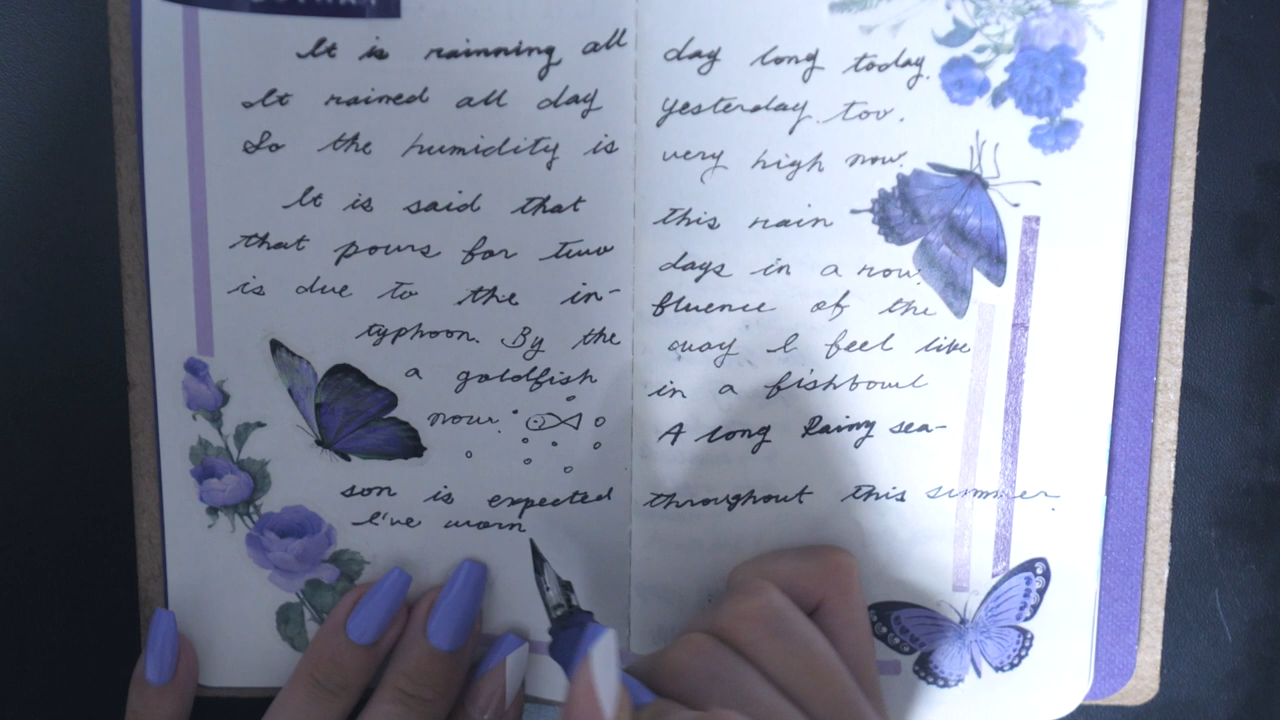 It is rainning all day long today.
It rained all day yesterday too.
So the humidity is very high now.
It is said that this rain
that pours for two days in a row
is due to the in- fluence of the
typhoon. By the way I feel like
a goldfish in a fishbowl
now. A long Rainy sea-
son is expected throughout this summer.
I've worn